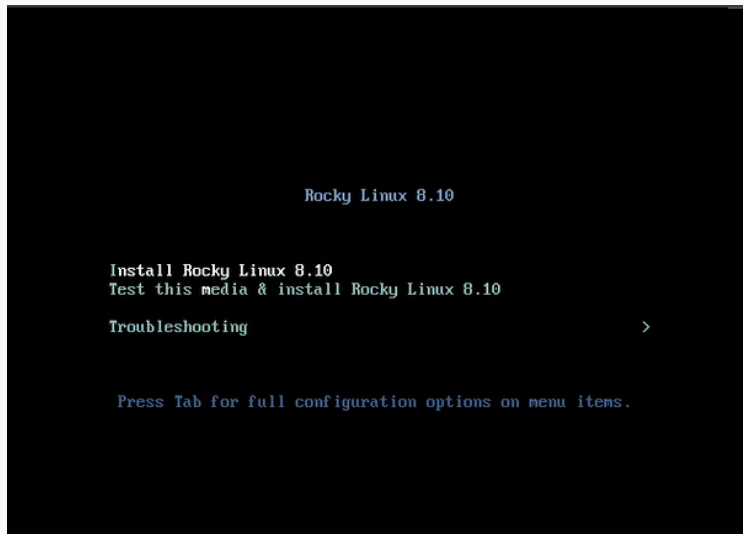 Rocky Linux 8.10
Install Rocky Linux 8.10
Test this media & install Rocky Linux 8.10
Troubleshooting >
Press Tab for full configuration options on menu items.